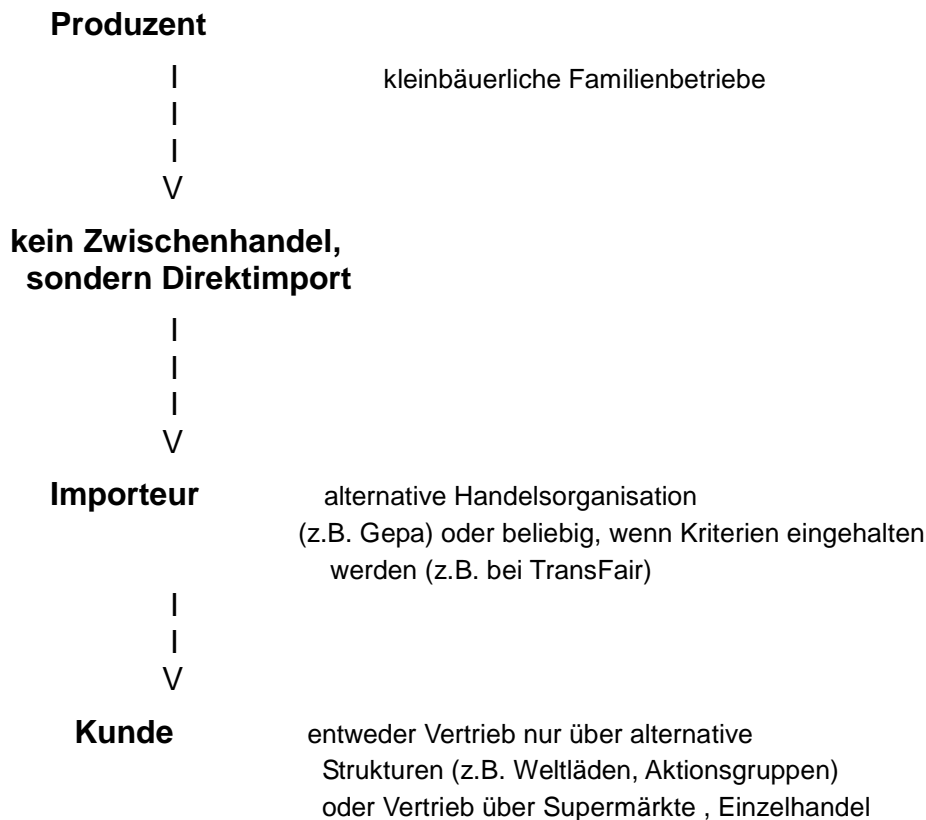 Produzent
I kleinbäuerliche Familienbetriebe
I
I
V
kein Zwischenhandel,
sondern Direktimport
I
I
I
V
Importeur alternative Handelsorganisation
(z.B. Gepa) oder beliebig, wenn Kriterien eingehalten
werden (z.B. bei TransFair)
I
I
V
Kunde entweder Vertrieb nur über alternative
Strukturen (z.B. Weltläden, Aktionsgruppen)
oder Vertrieb über Supermärkte , Einzelhandel